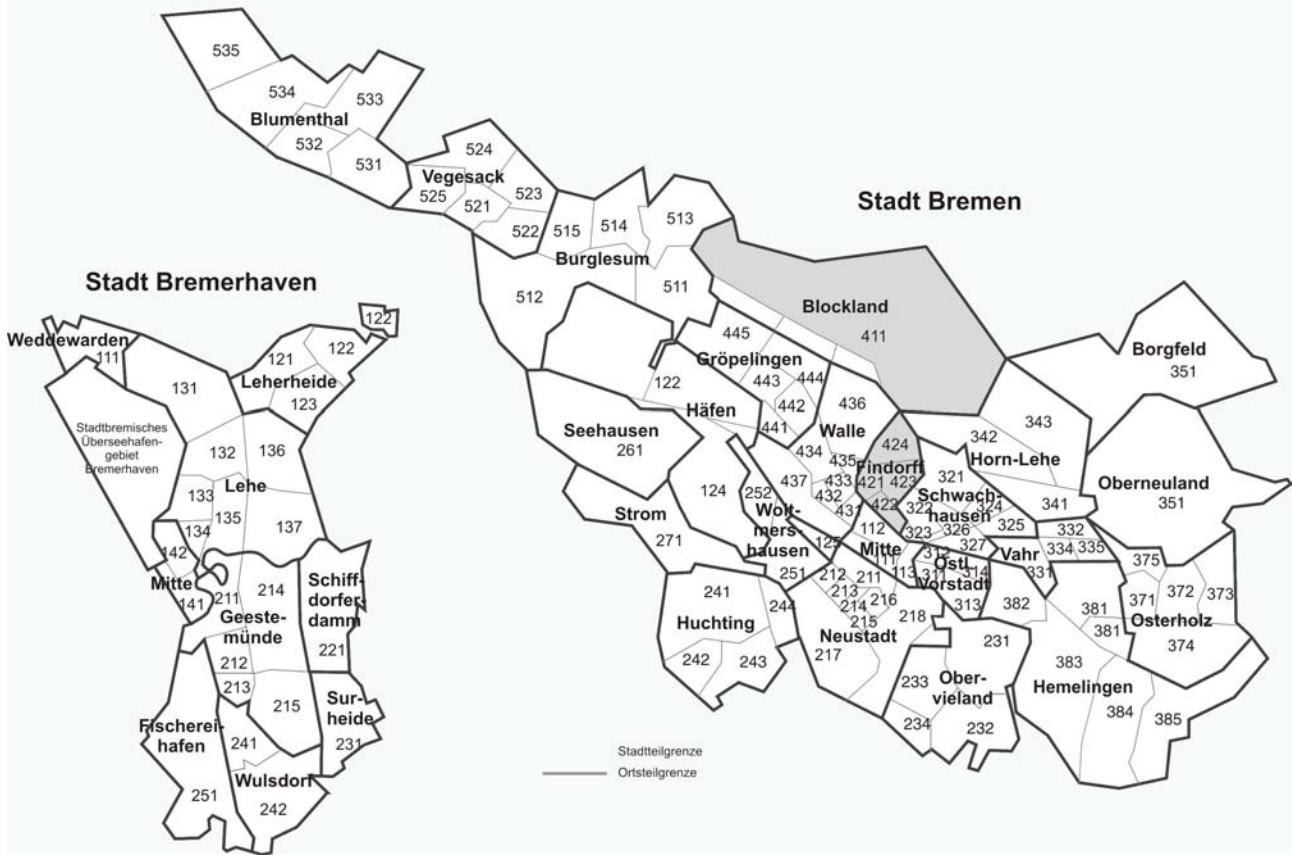 535
534
533
Blumenthal
532
531
524
Vegesack
525
523
521
522
515
514
513
Burglesum
512
511
Stadt Bremen
Blockland
411
Stadt Bremerhaven
Weddewarden
111
122
121
122
Leherheide
123
131
Stadtbremisches
Überseehafen-
gebiet
Bremerhaven
132
136
133
Lehe
135
134
137
142
Mitte
141
211
214
Geeste-
münde
Schiff-
dorfer-
damm
221
212
213
215
Sur-
heide
231
Fischerei-
hafen
251
241
Wulsdorf
242
445
Gröpelingen
443
444
442
441
122
Häfen
Seehausen
261
436
Walle
434
435
437
433
432
431
424
Findorff
421
423
422
Borgfeld
351
343
342
Horn-Lehe
341
Oberneuland
351
321
Schwach-
hausen
322
324
323
326
325
327
124
252
Wolt-
mers-
hausen
125
251
Strom
271
112
Mitte
111
113
312
Östl.
Vorstadt
311
314
313
Vahr
332
334
335
331
375
371
372
373
Osterholz
374
241
244
Huchting
242
243
212
211
213
214
216
215
218
Neustadt
217
382
231
233
Ober-
vieland
234
232
381
381
383
Hemelingen
384
385
Stadtteilgrenze
Ortsteilgrenze